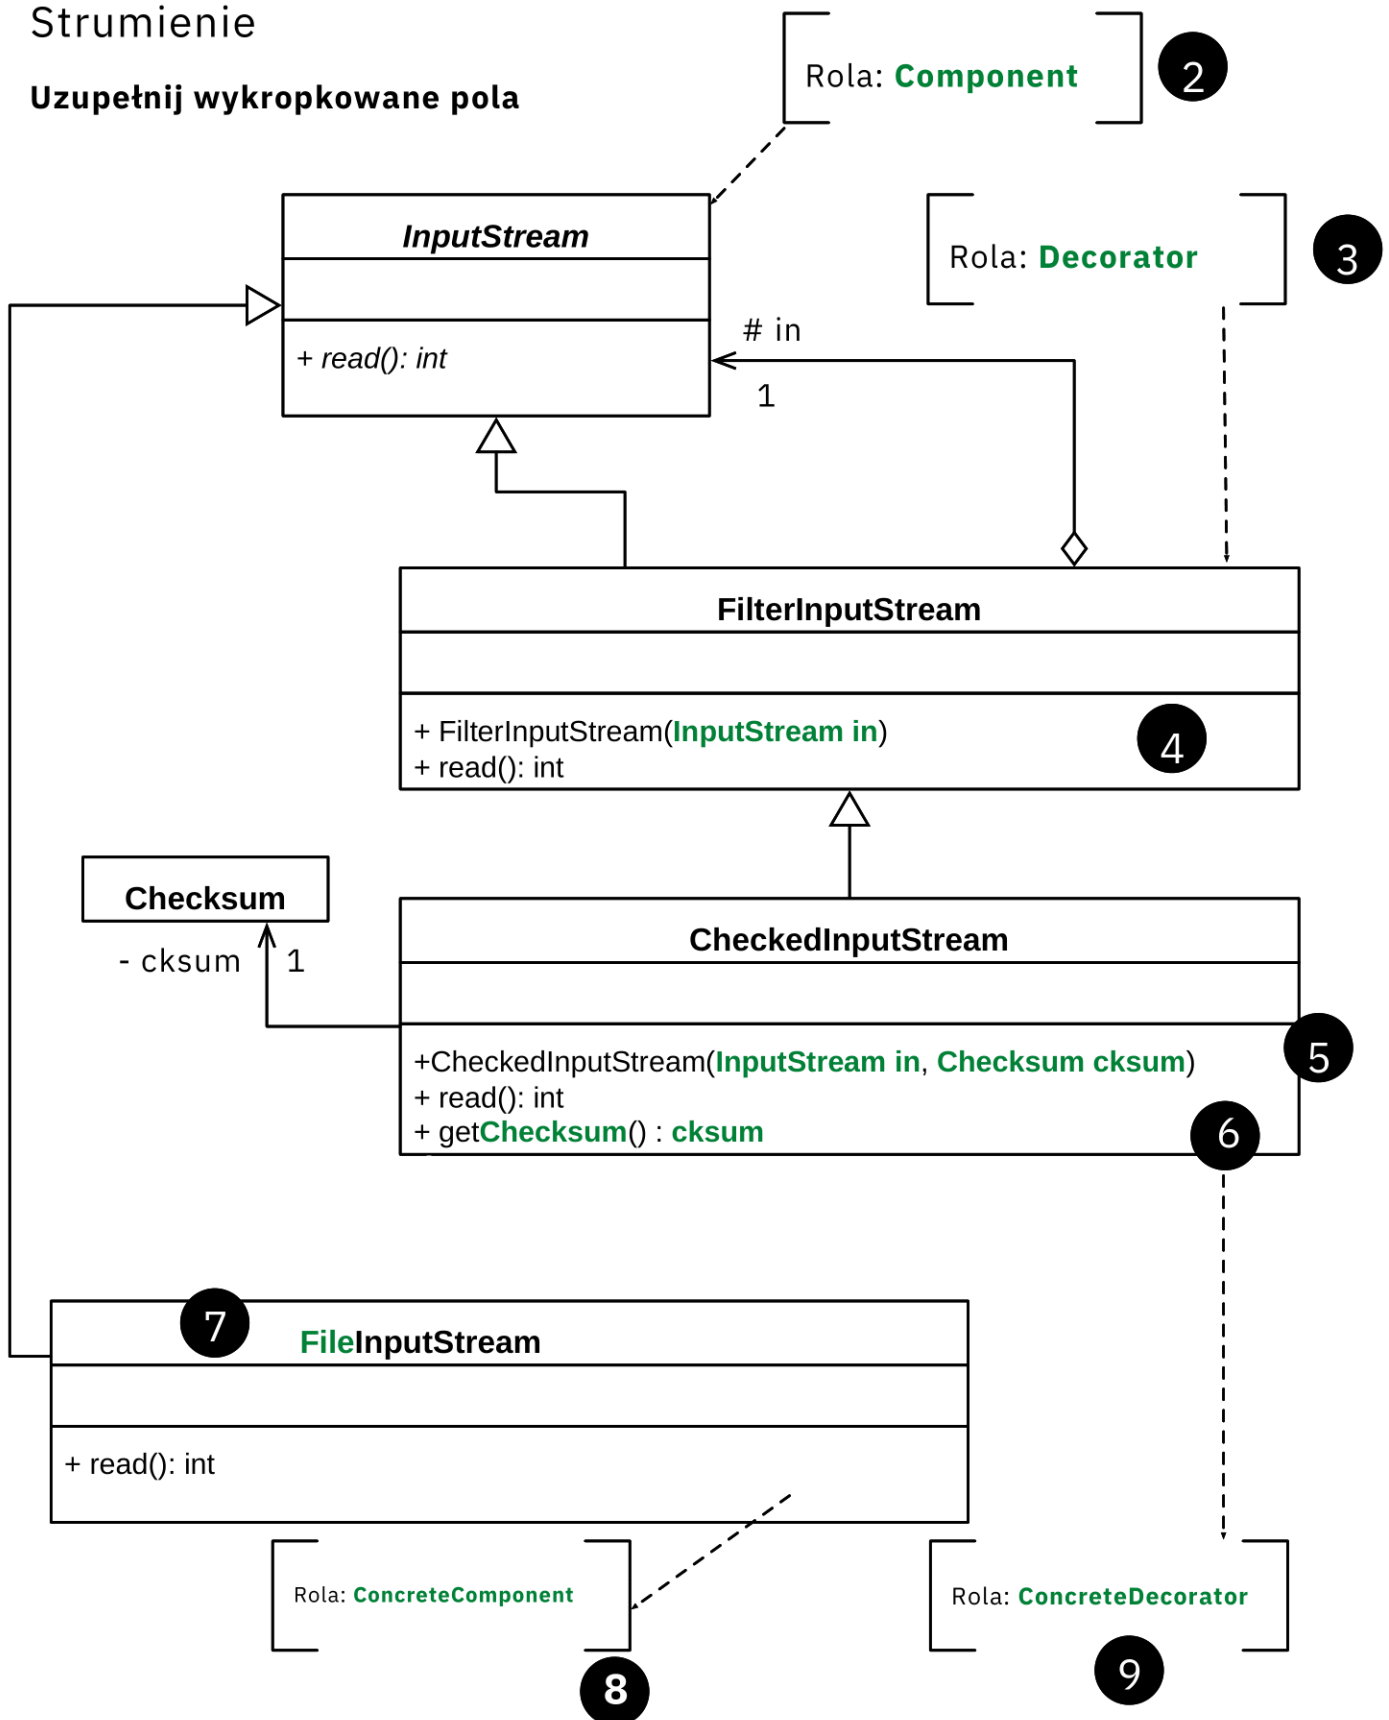 Strumienie
Rola: Component
2
Uzupełnij wykropkowane pola
InputStream
Rola: Decorator
3
# in
+ read(): int
1
FilterInputStream
+ FilterInputStream(InputStream in)
4
+ read(): int
Checksum
- cksum
1
CheckedInputStream
+CheckedInputStream(InputStream in, Checksum cksum)
5
+ read(): int
+ getChecksum() : cksum
6
7
FileInputStream
+ read(): int
Rola: ConcreteComponent
8
Rola: ConcreteDecorator
9